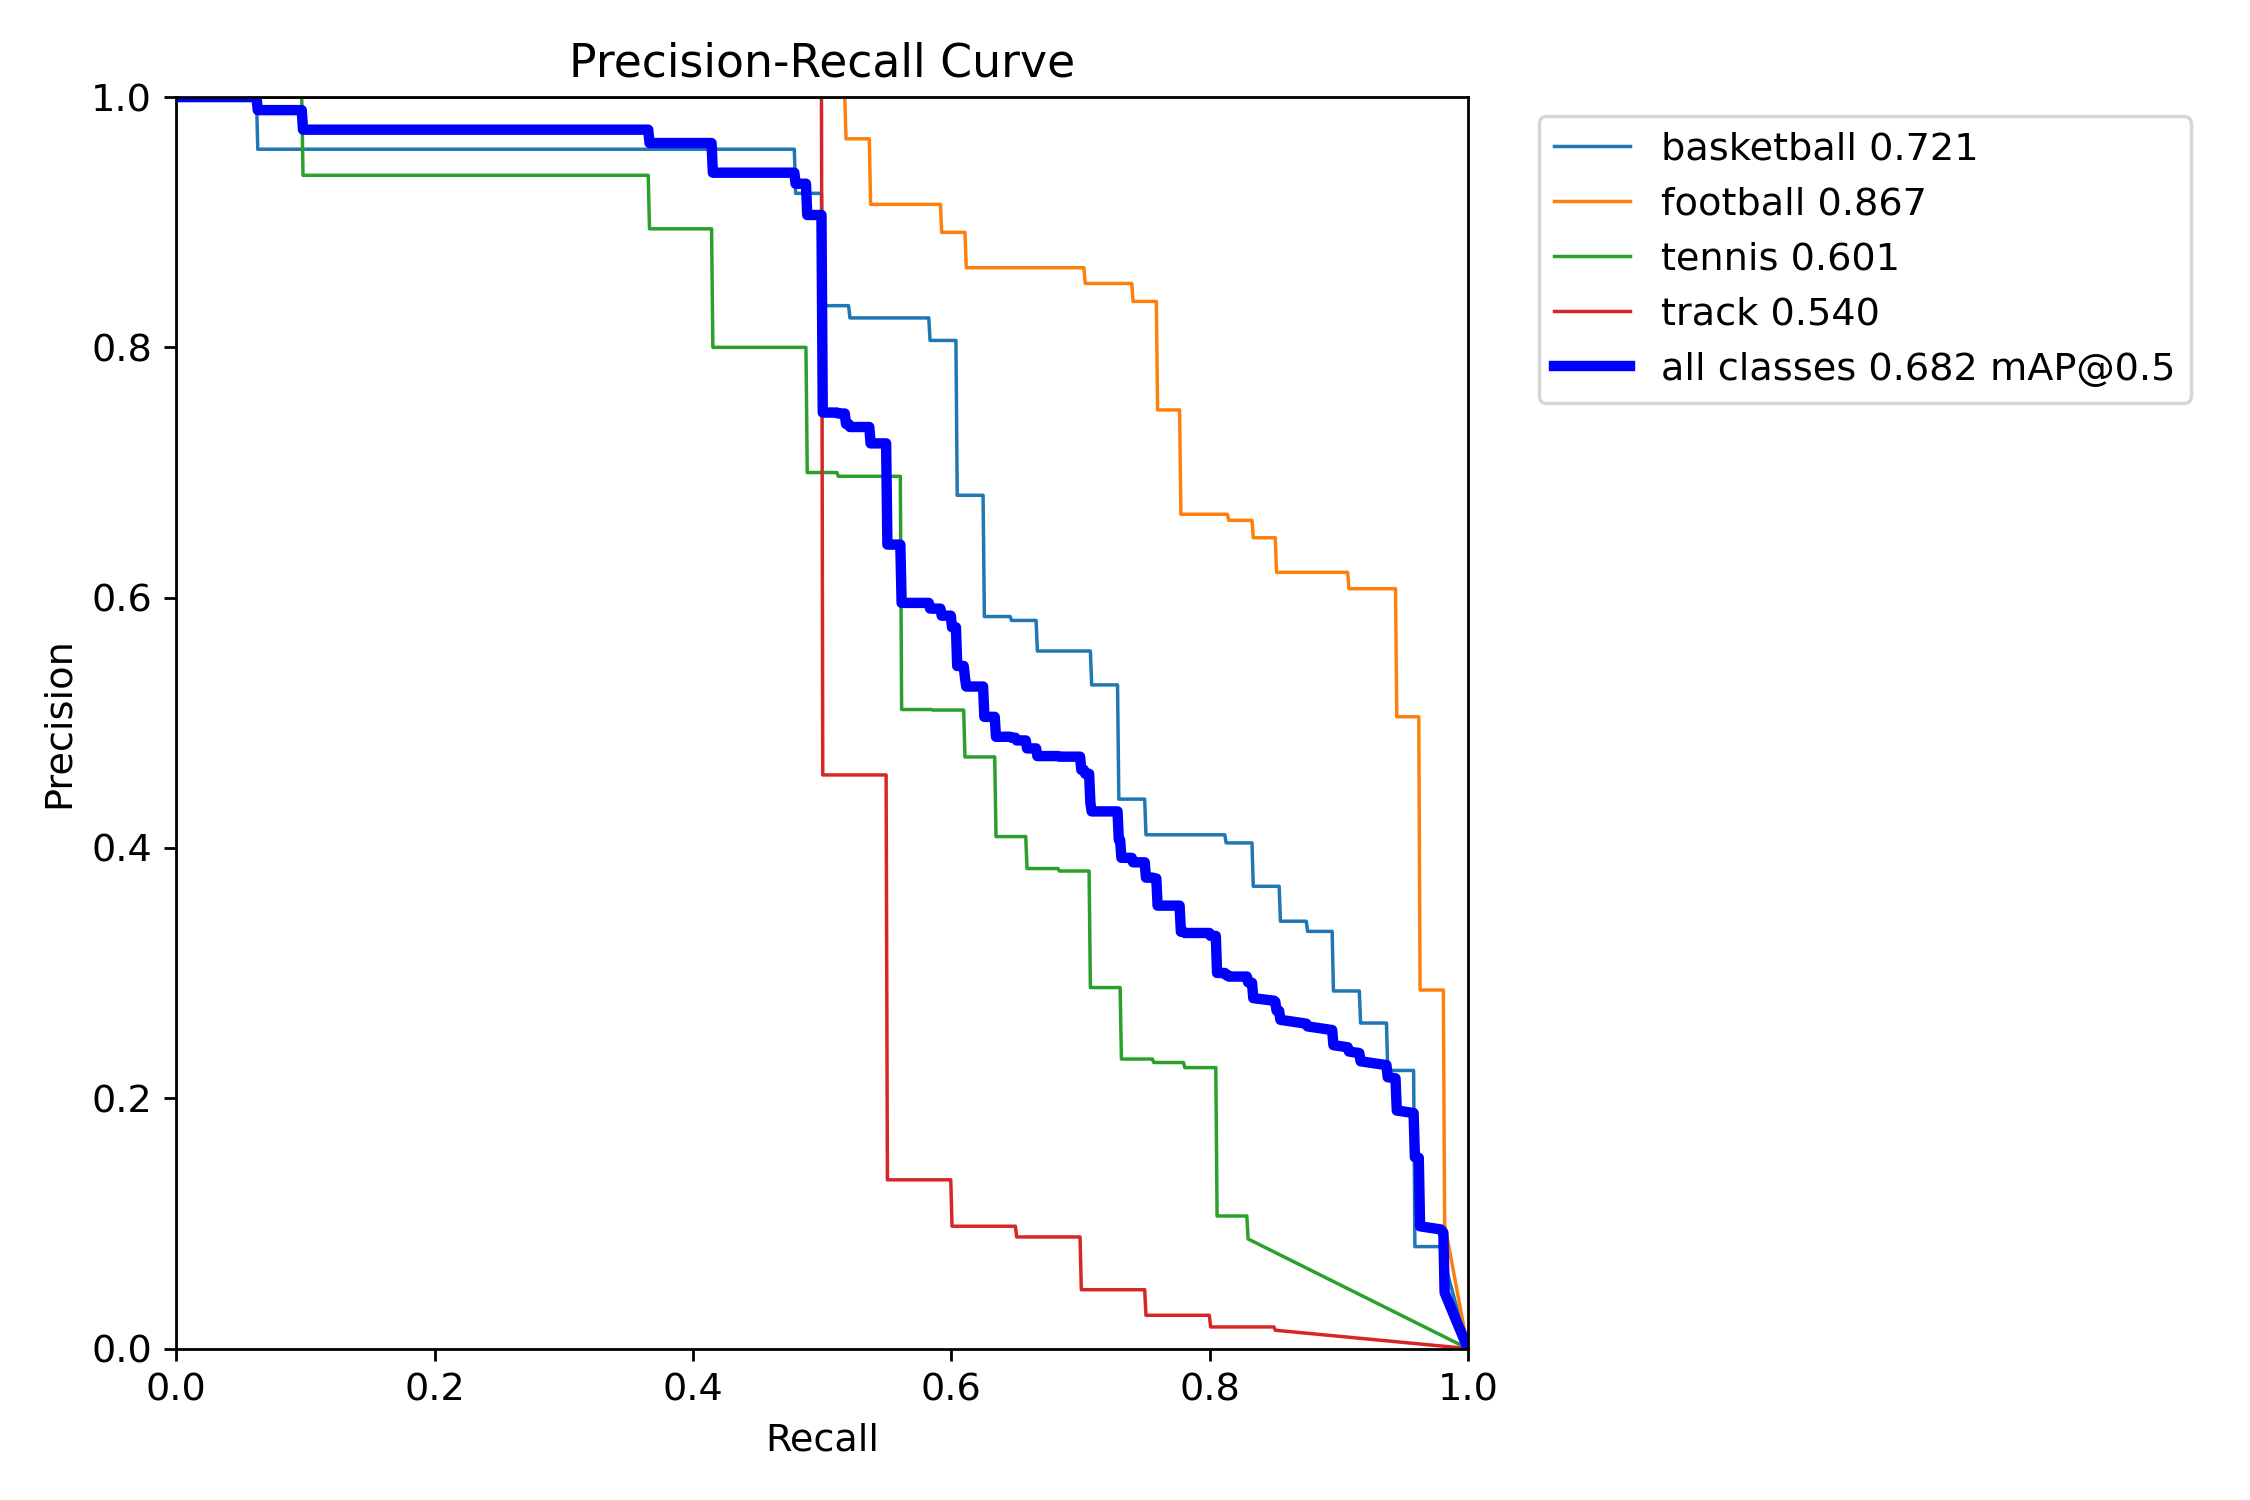 Precision-Recall Curve
1.0
0.8
0.6
0.4
0.2
0.0
Precision
0.0 0.2 0.4 0.6 0.8 1.0
Recall
basketball 0.721
football 0.867
tennis 0.601
track 0.540
all classes 0.682 mAP@0.5